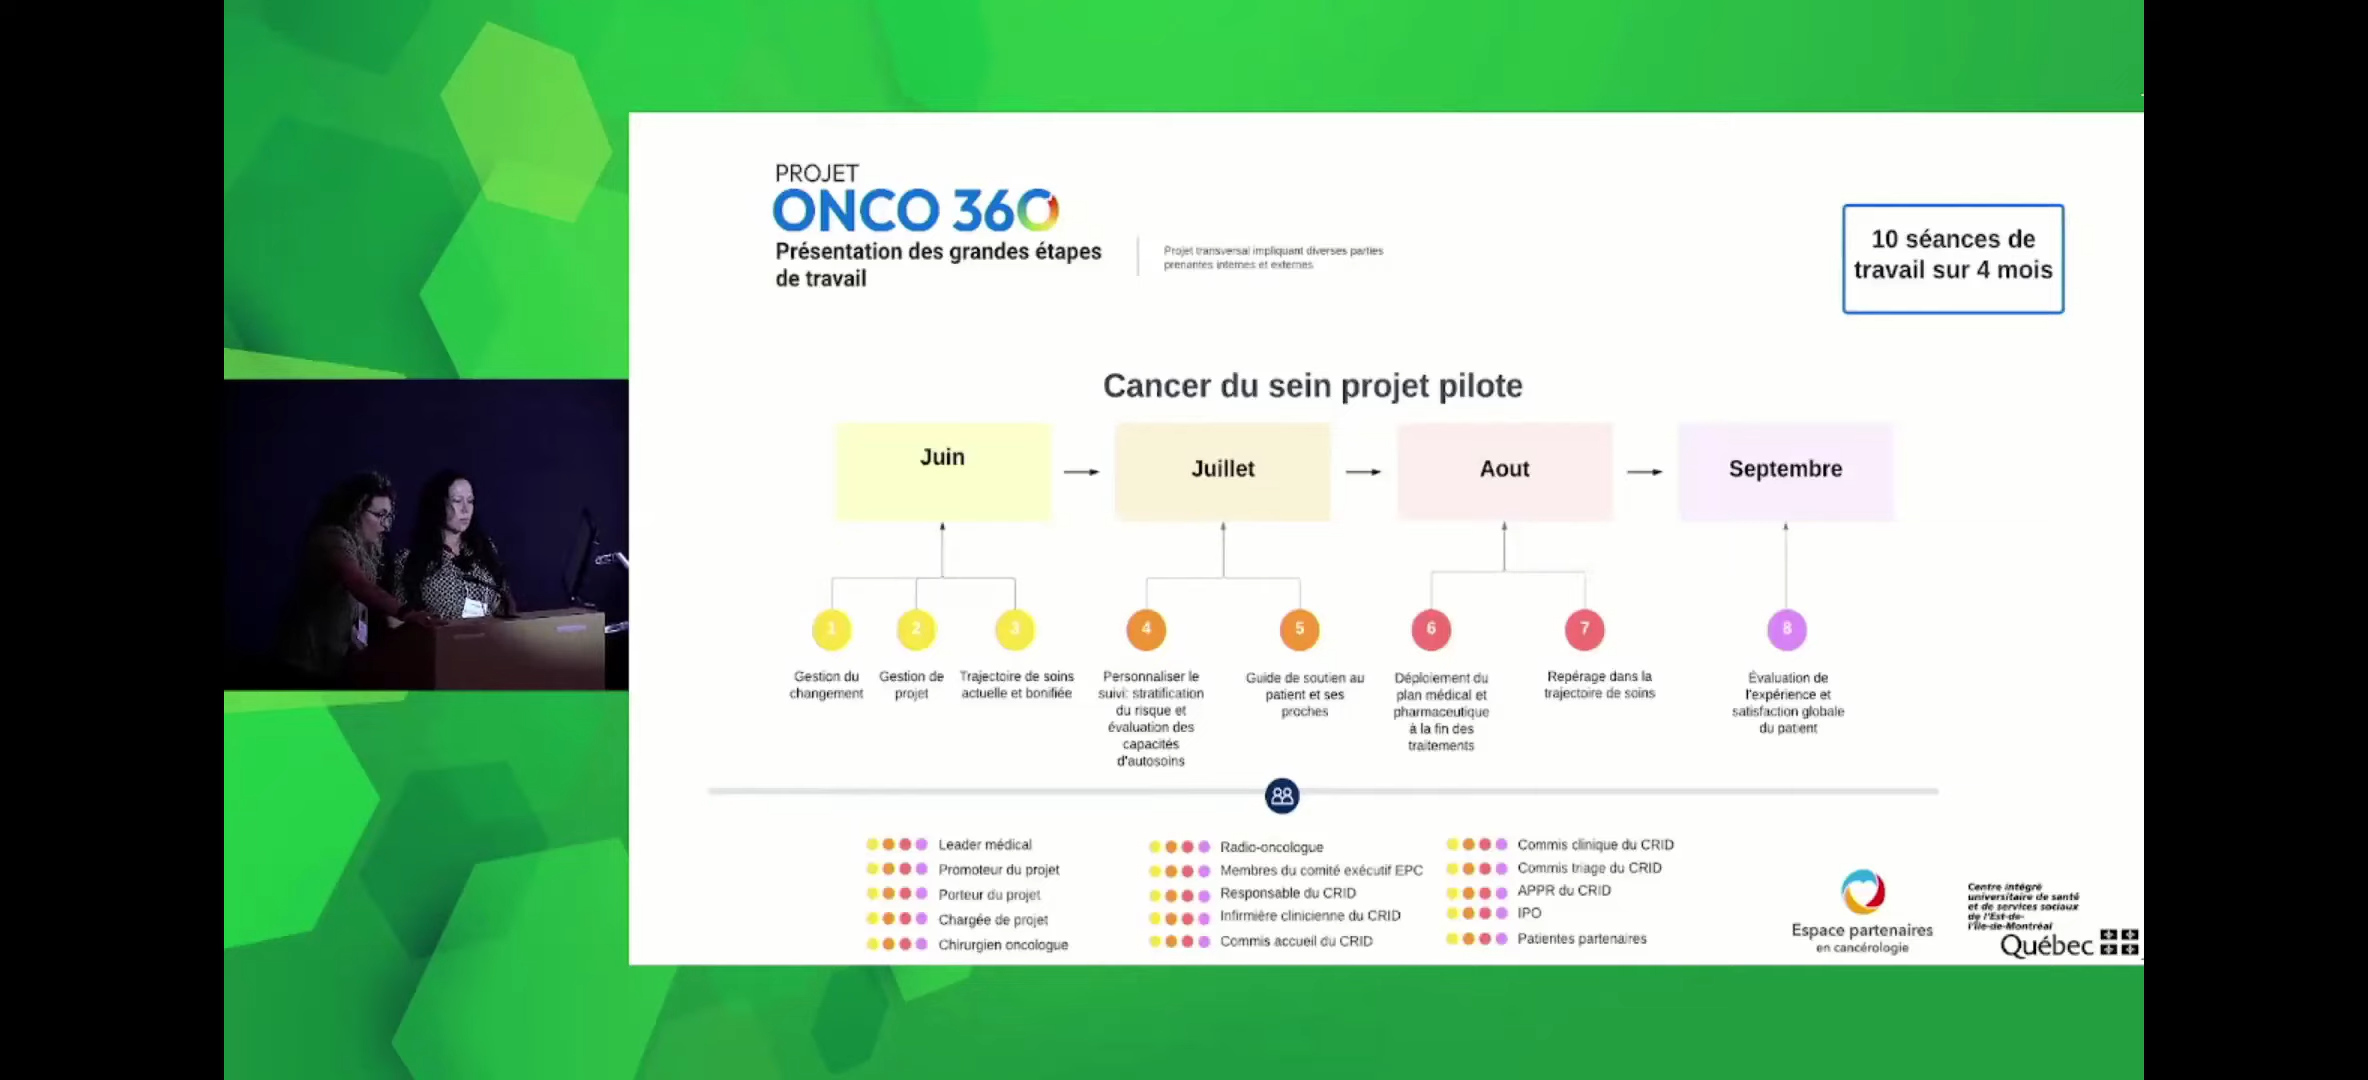 PROJET
ONCO 360
Présentation des grandes étapes
de travail
Projet transversal impliquant diverses parties
prenantes internes et externes
10 séances de
travail sur 4 mois
Cancer du sein projet pilote
Juin
Juillet
Aout
Septembre
1
2
3
4
5
6
7
8
Gestion du
changement
Gestion de
projet
Trajectoire de soins
actuelle et bonifiée
Personnaliser le
suivi: stratification
du risque et
évaluation des
capacités
d'autosoins
Guide de soutien au
patient et ses
proches
Déploiement du
plan médical et
pharmaceutique
à la fin des
traitements
Repérage dans la
trajectoire de soins
Évaluation de
l'expérience et
satisfaction globale
du patient
Leader médical
Promoteur du projet
Porteur du projet
Chargée de projet
Chirurgien oncologue
Radio-oncologue
Membres du comité exécutif EPC
Responsable du CRID
Infirmière clinicienne du CRID
Commis accueil du CRID
Commis clinique du CRID
Commis triage du CRID
APPR du CRID
IPO
Patientes partenaires
Espace partenaires
en cancérologie
Centre intégré
universitaire de santé
et de services sociaux
de l'Est-de-
l'Île-de-Montréal
Québec